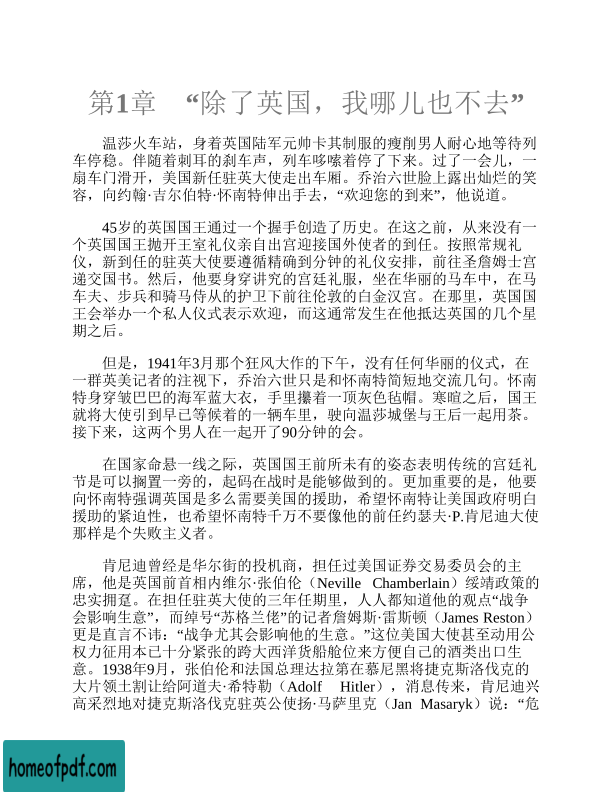 第1章　“除了英国，我哪儿也不去”
温莎火车站，身着英国陆军元帅卡其制服的瘦削男人耐心地等待列
车停稳。伴随着刺耳的刹车声，列车哆嗦着停了下来。过了一会儿，一
扇车门滑开，美国新任驻英大使走出车厢。乔治六世脸上露出灿烂的笑
容，向约翰·吉尔伯特·怀南特伸出手去，“欢迎您的到来”，他说道。
45岁的英国国王通过一个握手创造了历史。在这之前，从来没有一
个英国国王抛开王室礼仪亲自出宫迎接国外使者的到任。按照常规礼
仪，新到任的驻英大使要遵循精确到分钟的礼仪安排，前往圣詹姆士宫
递交国书。然后，他要身穿讲究的宫廷礼服，坐在华丽的马车中，在马
车夫、步兵和骑马侍从的护卫下前往伦敦的白金汉宫。在那里，英国国
王会举办一个私人仪式表示欢迎，而这通常发生在他抵达英国的几个星
期之后。
但是，1941年3月那个狂风大作的下午，没有任何华丽的仪式，在
一群英美记者的注视下，乔治六世只是和怀南特简短地交流几句。怀南
特身穿皱巴巴的海军蓝大衣，手里攥着一顶灰色毡帽。寒暄之后，国王
就将大使引到早已等候着的一辆车里，驶向温莎城堡与王后一起用茶。
接下来，这两个男人在一起开了90分钟的会。
在国家命悬一线之际，英国国王前所未有的姿态表明传统的宫廷礼
节是可以搁置一旁的，起码在战时是能够做到的。更加重要的是，他要
向怀南特强调英国是多么需要美国的援助，希望怀南特让美国政府明白
援助的紧迫性，也希望怀南特千万不要像他的前任约瑟夫·P.肯尼迪大使
那样是个失败主义者。
肯尼迪曾经是华尔街的投机商，担任过美国证券交易委员会的主
席，他是英国前首相内维尔·张伯伦（Neville Chamberlain）绥靖政策的
忠实拥趸。在担任驻英大使的三年任期里，人人都知道他的观点“战争
会影响生意”，而绰号“苏格兰佬”的记者詹姆斯·雷斯顿（James Reston）
更是直言不讳：“战争尤其会影响他的生意。”这位美国大使甚至动用公
权力征用本已十分紧张的跨大西洋货船舱位来方便自己的酒类出口生
意。1938年9月，张伯伦和法国总理达拉第在慕尼黑将捷克斯洛伐克的
大片领土割让给阿道夫·希特勒（Adolf Hitler），消息传来，肯尼迪兴
高采烈地对捷克斯洛伐克驻英公使扬·马萨里克（Jan Masaryk）说：“危
homeofpdf.com